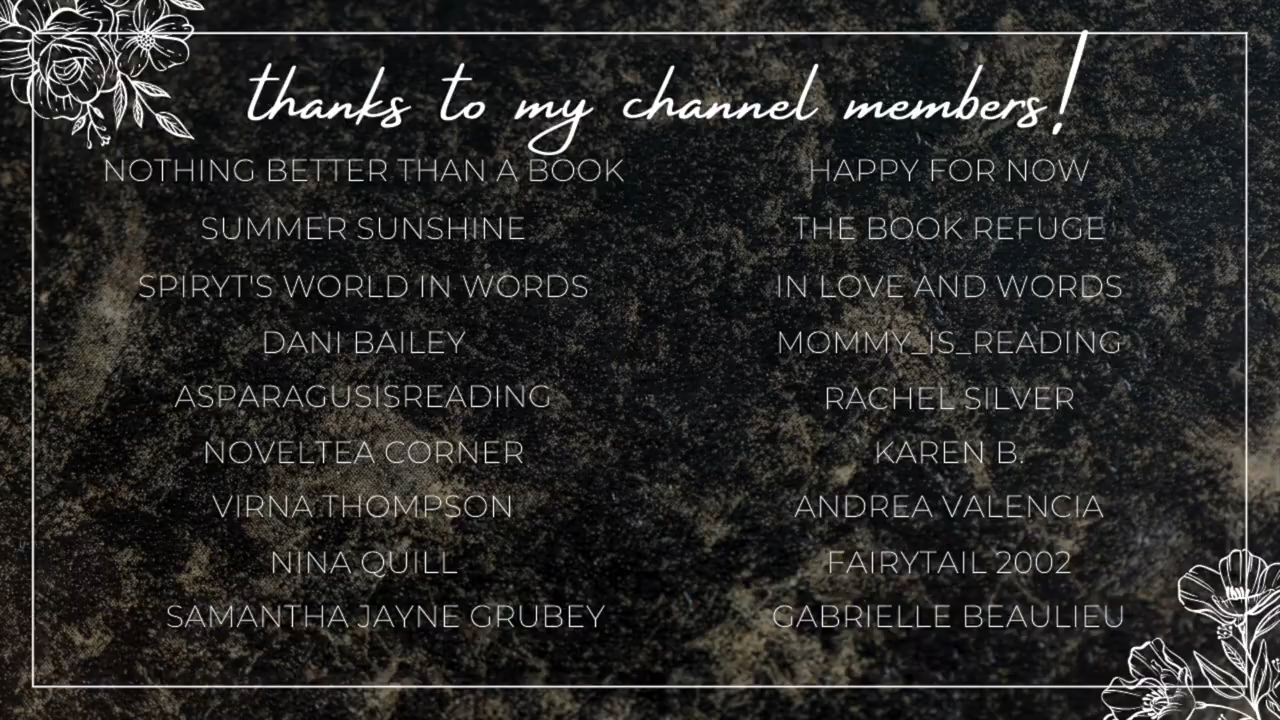 thanks to my channel members!
NOTHING BETTER THAN A BOOK
HAPPY FOR NOW
SUMMER SUNSHINE
THE BOOK REFUGE
SPIRYT'S WORLD IN WORDS
IN LOVE AND WORDS
DANI BAILEY
MOMMY_IS_READING
ASPARAGUSISREADING
RACHEL SILVER
NOVELTEA CORNER
KAREN B.
VIRNA THOMPSON
ANDREA VALENCIA
NINA QUILL
FAIRYTAIL 2002
SAMANTHA JAYNE GRUBEY
GABRIELLE BEAULIEU